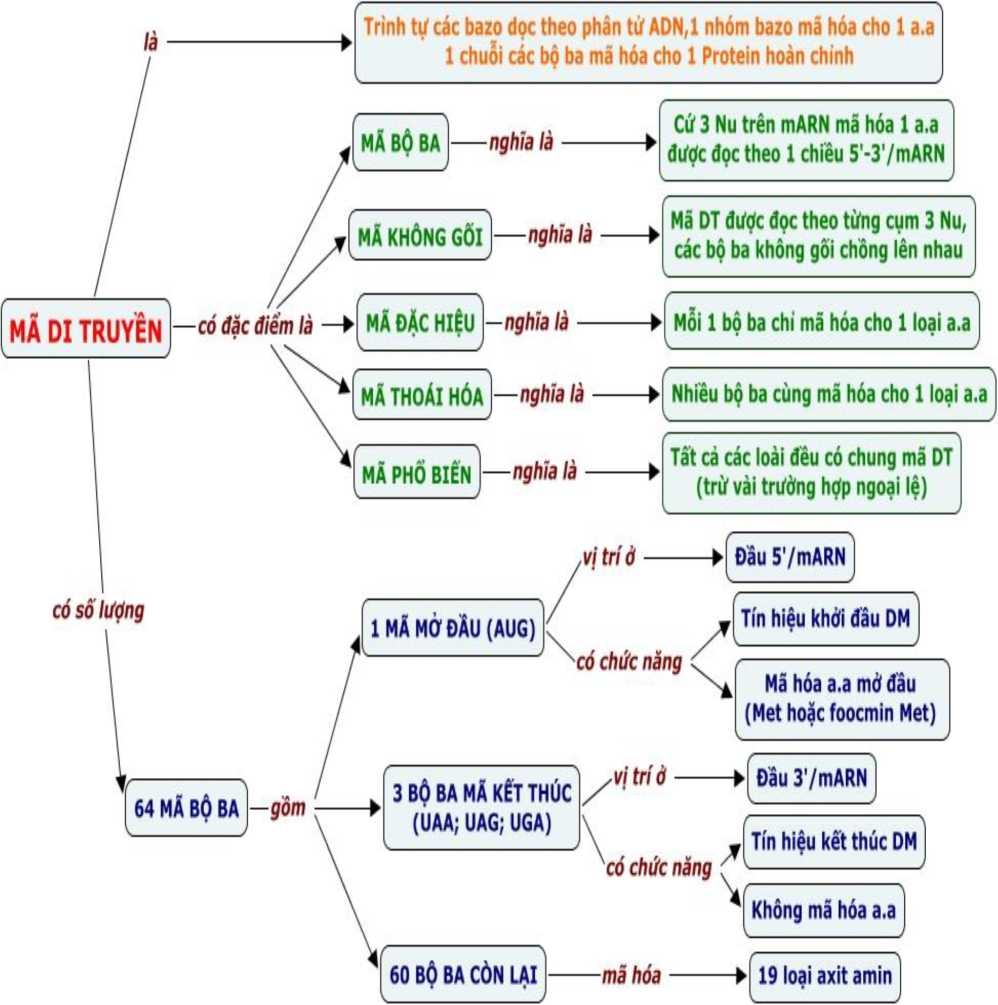 là
Trình tự các bazo dọc theo phân tử ADN,1 nhóm bazo mã hóa cho 1 a.a
1 chuỗi các bộ ba mã hóa cho 1 Protein hoàn chỉnh
MÃ DI TRUYỀN
có đặc điểm là
MÃ BỘ BA
nghĩa là
Cứ 3 Nu trên mARN mã hóa 1 a.a
được đọc theo 1 chiều 5'-3'/mARN
MÃ KHÔNG GỐI
nghĩa là
Mã DT được đọc theo từng cụm 3 Nu,
các bộ ba không gối chồng lên nhau
MÃ ĐẶC HIỆU
nghĩa là
Mỗi 1 bộ ba chỉ mã hóa cho 1 loại a.a
MÃ THOÁI HÓA
nghĩa là
Nhiều bộ ba cùng mã hóa cho 1 loại a.a
MÃ PHỔ BIẾN
nghĩa là
Tất cả các loài đều có chung mã DT
(trừ vài trường hợp ngoại lệ)
có số lượng
64 MÃ BỘ BA
gồm
1 MÃ MỞ ĐẦU (AUG)
vị trí ở
Đầu 5'/mARN
có chức năng
Tín hiệu khởi đầu DM
Mã hóa a.a mở đầu
(Met hoặc foocmin Met)
3 BỘ BA MÃ KẾT THÚC
(UAA; UAG; UGA)
vị trí ở
Đầu 3'/mARN
có chức năng
Tín hiệu kết thúc DM
Không mã hóa a.a
60 BỘ BA CÒN LẠI
mã hóa
19 loại axit amin